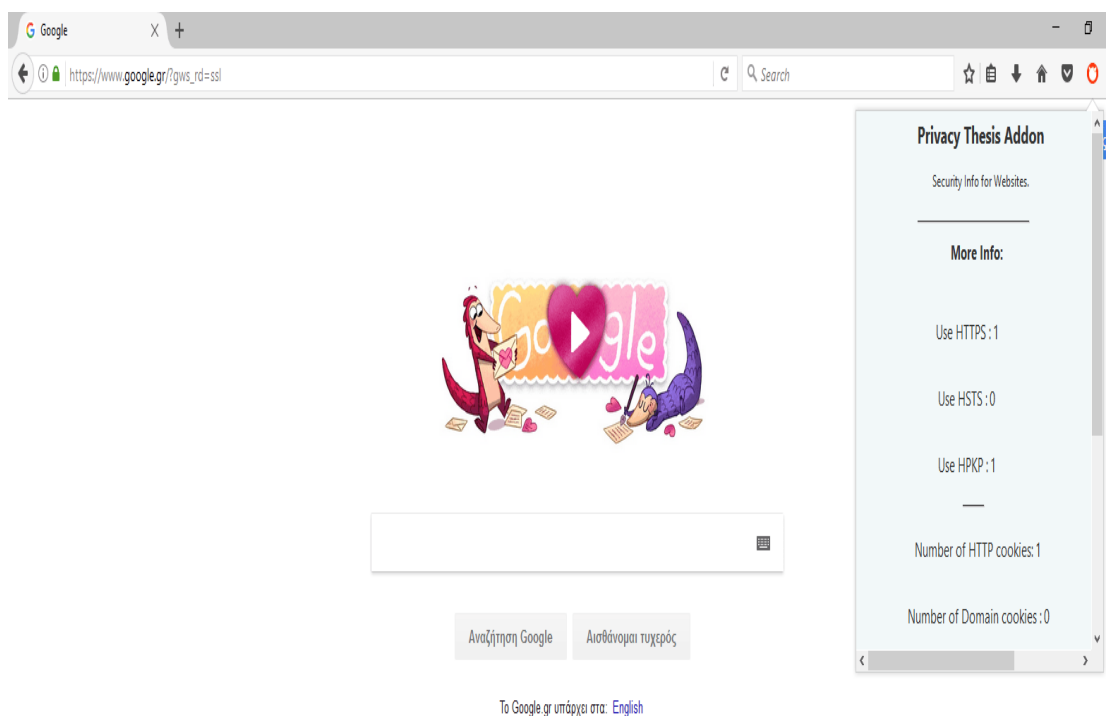 Google
https://www.google.gr/?gws_rd=ssl
Search
Privacy Thesis Addon
Security Info for Websites.
More Info:
Use HTTPS : 1
Use HSTS : 0
Use HPKP : 1
Number of HTTP cookies: 1
Number of Domain cookies : 0
Google
Αναζήτηση Google
Αισθάνομαι τυχερός
Το Google.gr υπάρχει στα: English